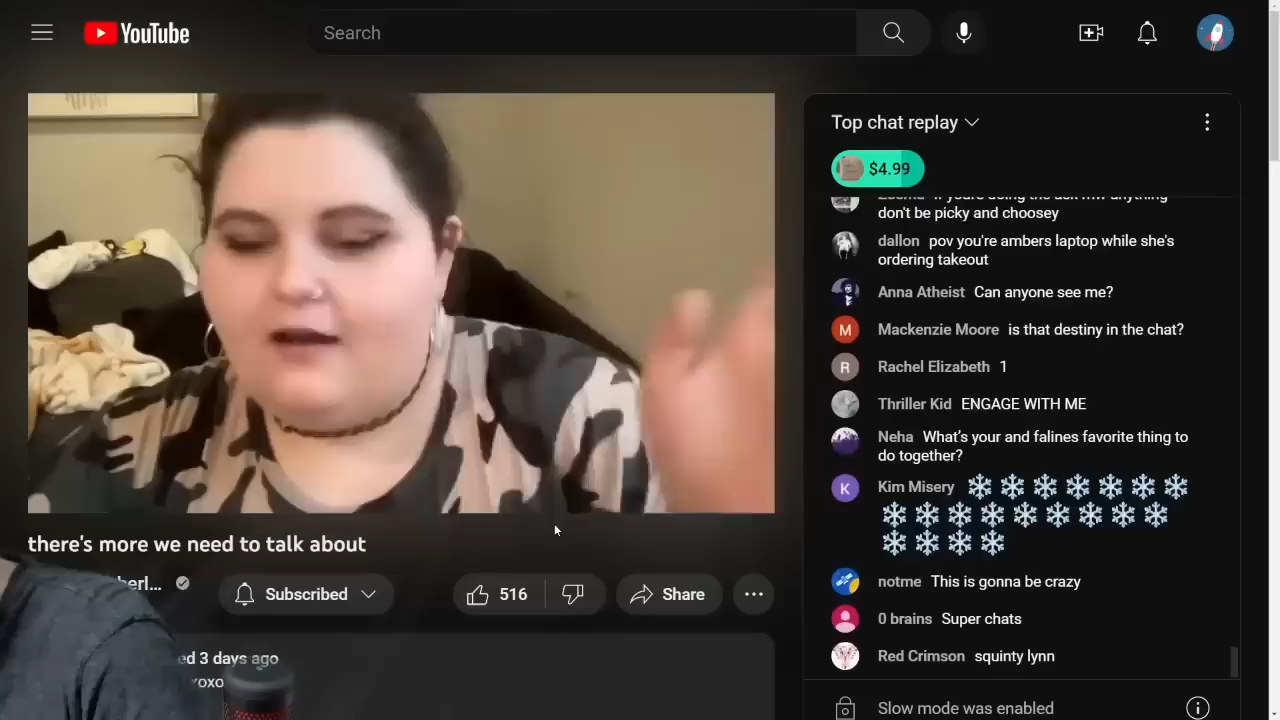 YouTube
Search
Top chat replay
$4.99
don't be picky and choosey
dallon pov you're ambers laptop while she's
ordering takeout
Anna Atheist Can anyone see me?
M Mackenzie Moore is that destiny in the chat?
R Rachel Elizabeth 1
Thriller Kid ENGAGE WITH ME
Neha What's your and falines favorite thing to
do together?
K Kim Misery ❄️ ❄️ ❄️ ❄️ ❄️ ❄️ ❄️
❄️ ❄️ ❄️ ❄️ ❄️ ❄️ ❄️ ❄️ ❄️
❄️ ❄️ ❄️ ❄️
notme This is gonna be crazy
0 brains Super chats
Red Crimson squinty lynn
Slow mode was enabled
there's more we need to talk about
Subscribed
516
Share
3 days ago